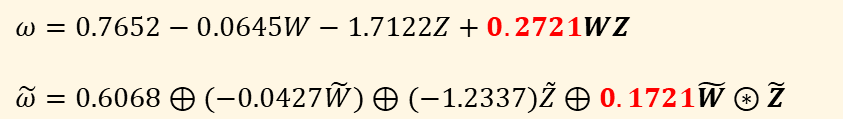 ω = 0.7652 − 0.0645W − 1.7122Z + 0.2721WZ
ω̃ = 0.6068 ⊕ (−0.0427W̃) ⊕ (−1.2337)Z̃ ⊕ 0.1721W̃ ⊛ Z̃